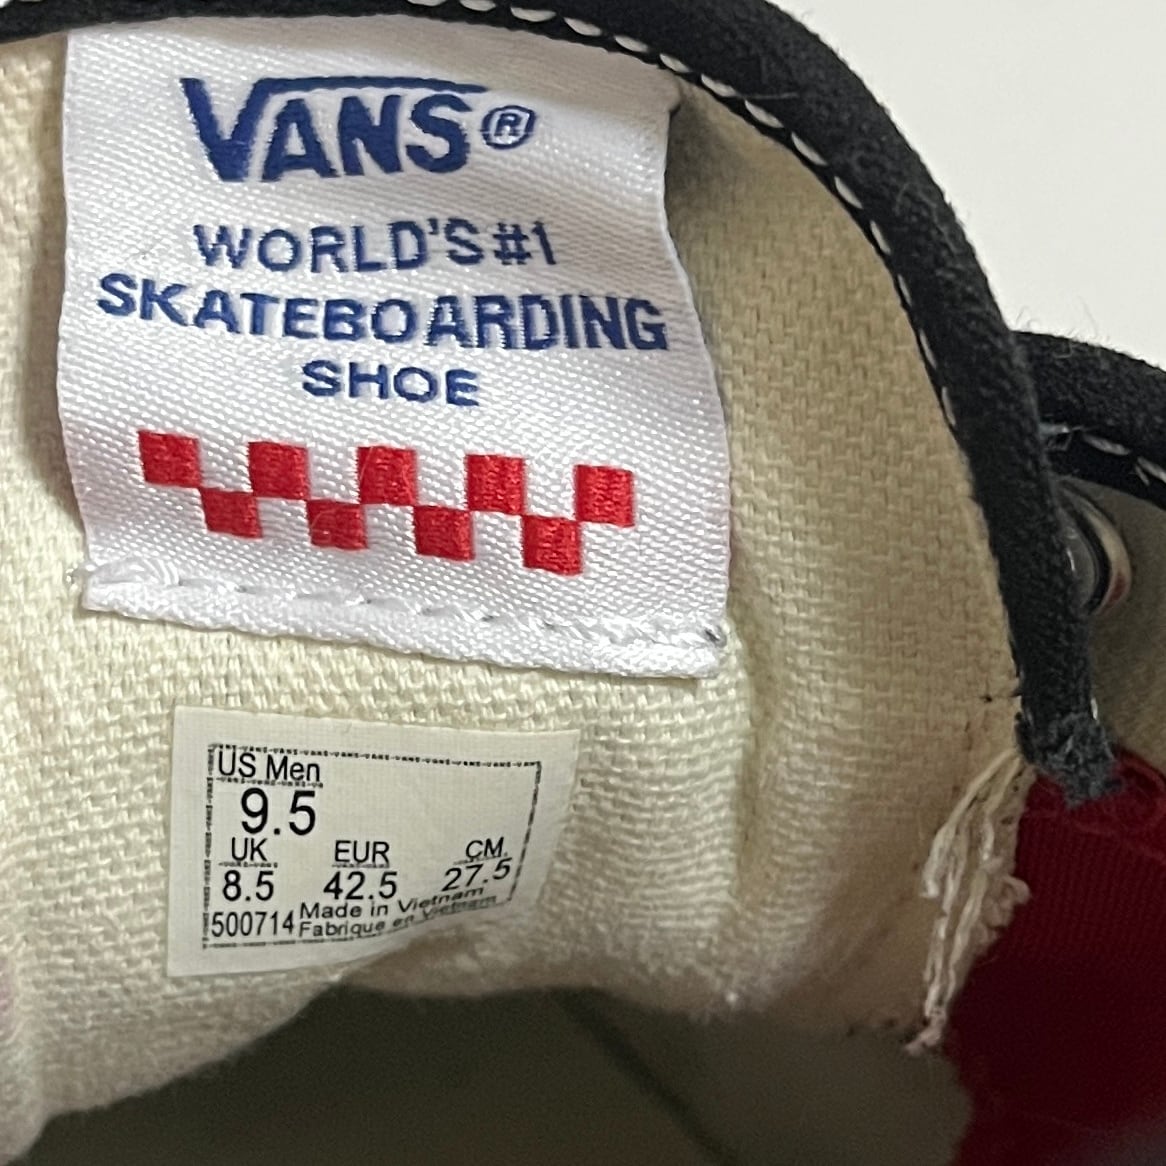 VANS®
WORLD'S #1
SKATEBOARDING
SHOE
US Men
9.5
UK EUR CM.
8.5 42.5 27.5
500714 Made in Vietnam
Fabrique en Vietnam